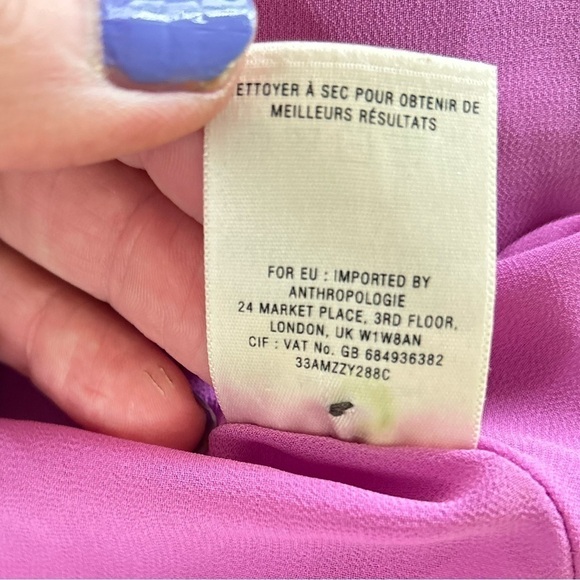 ETTOYER À SEC POUR OBTENIR DE
MEILLEURS RÉSULTATS
FOR EU : IMPORTED BY
ANTHROPOLOGIE
24 MARKET PLACE, 3RD FLOOR,
LONDON, UK W1W8AN
CIF : VAT No. GB 684936382
33AMZZY288C